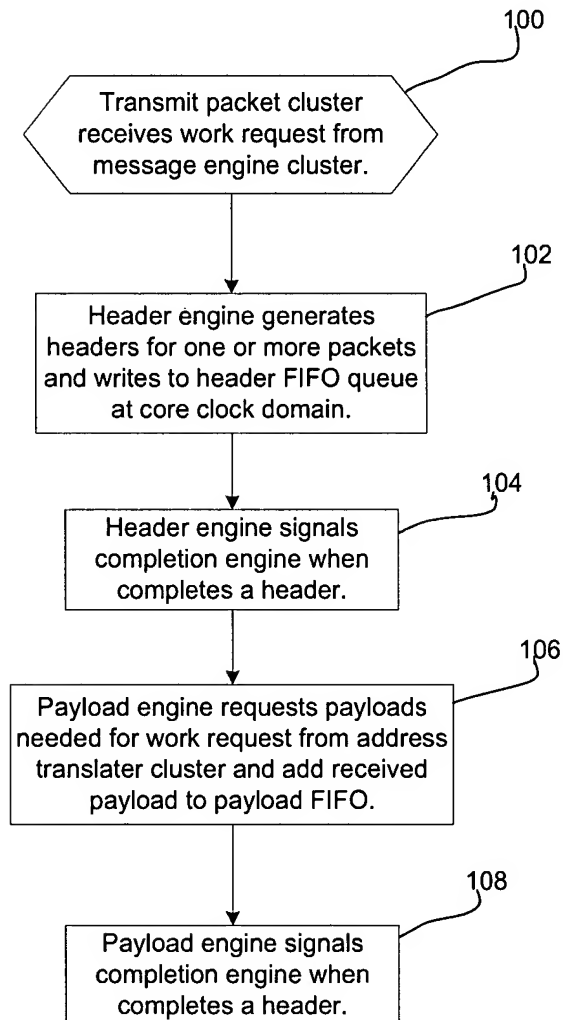 100
Transmit packet cluster
receives work request from
message engine cluster.
102
Header engine generates
headers for one or more packets
and writes to header FIFO queue
at core clock domain.
104
Header engine signals
completion engine when
completes a header.
106
Payload engine requests payloads
needed for work request from address
translater cluster and add received
payload to payload FIFO.
108
Payload engine signals
completion engine when
completes a header.